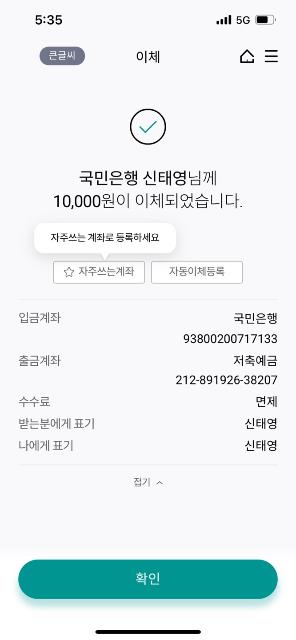 5:35
5G
큰글씨
이체
국민은행 신태영님께
10,000원이 이체되었습니다.
자주쓰는 계좌로 등록하세요
자주쓰는계좌
자동이체등록
입금계좌
국민은행
93800200717133
출금계좌
저축예금
212-891926-38207
수수료
면제
받는분에게 표기
신태영
나에게 표기
신태영
접기
확인